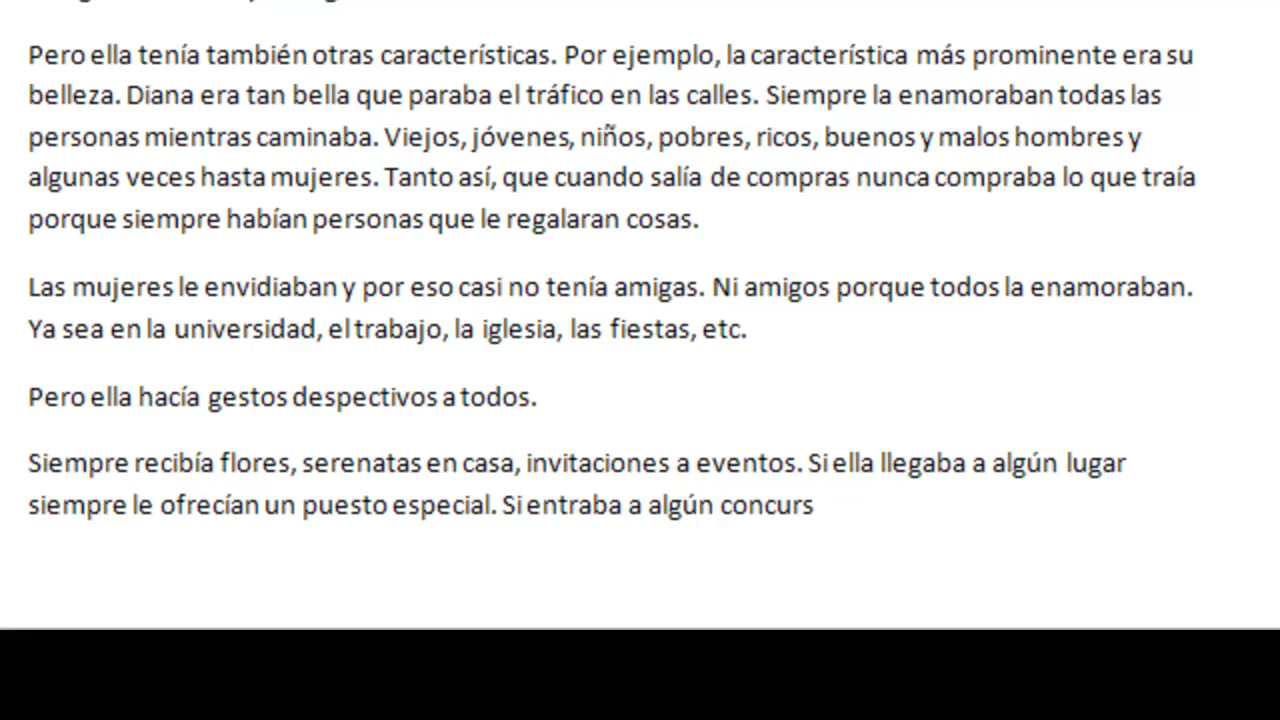 Pero ella tenía también otras características. Por ejemplo, la característica más prominente era su
belleza. Diana era tan bella que paraba el tráfico en las calles. Siempre la enamoraban todas las
personas mientras caminaba. Viejos, jóvenes, niños, pobres, ricos, buenos y malos hombres y
algunas veces hasta mujeres. Tanto así, que cuando salía de compras nunca compraba lo que traía
porque siempre habían personas que le regalaran cosas.
Las mujeres le envidiaban y por eso casi no tenía amigas. Ni amigos porque todos la enamoraban.
Ya sea en la universidad, el trabajo, la iglesia, las fiestas, etc.
Pero ella hacía gestos despectivos a todos.
Siempre recibía flores, serenatas en casa, invitaciones a eventos. Si ella llegaba a algún lugar
siempre le ofrecían un puesto especial. Si entraba a algún concurs